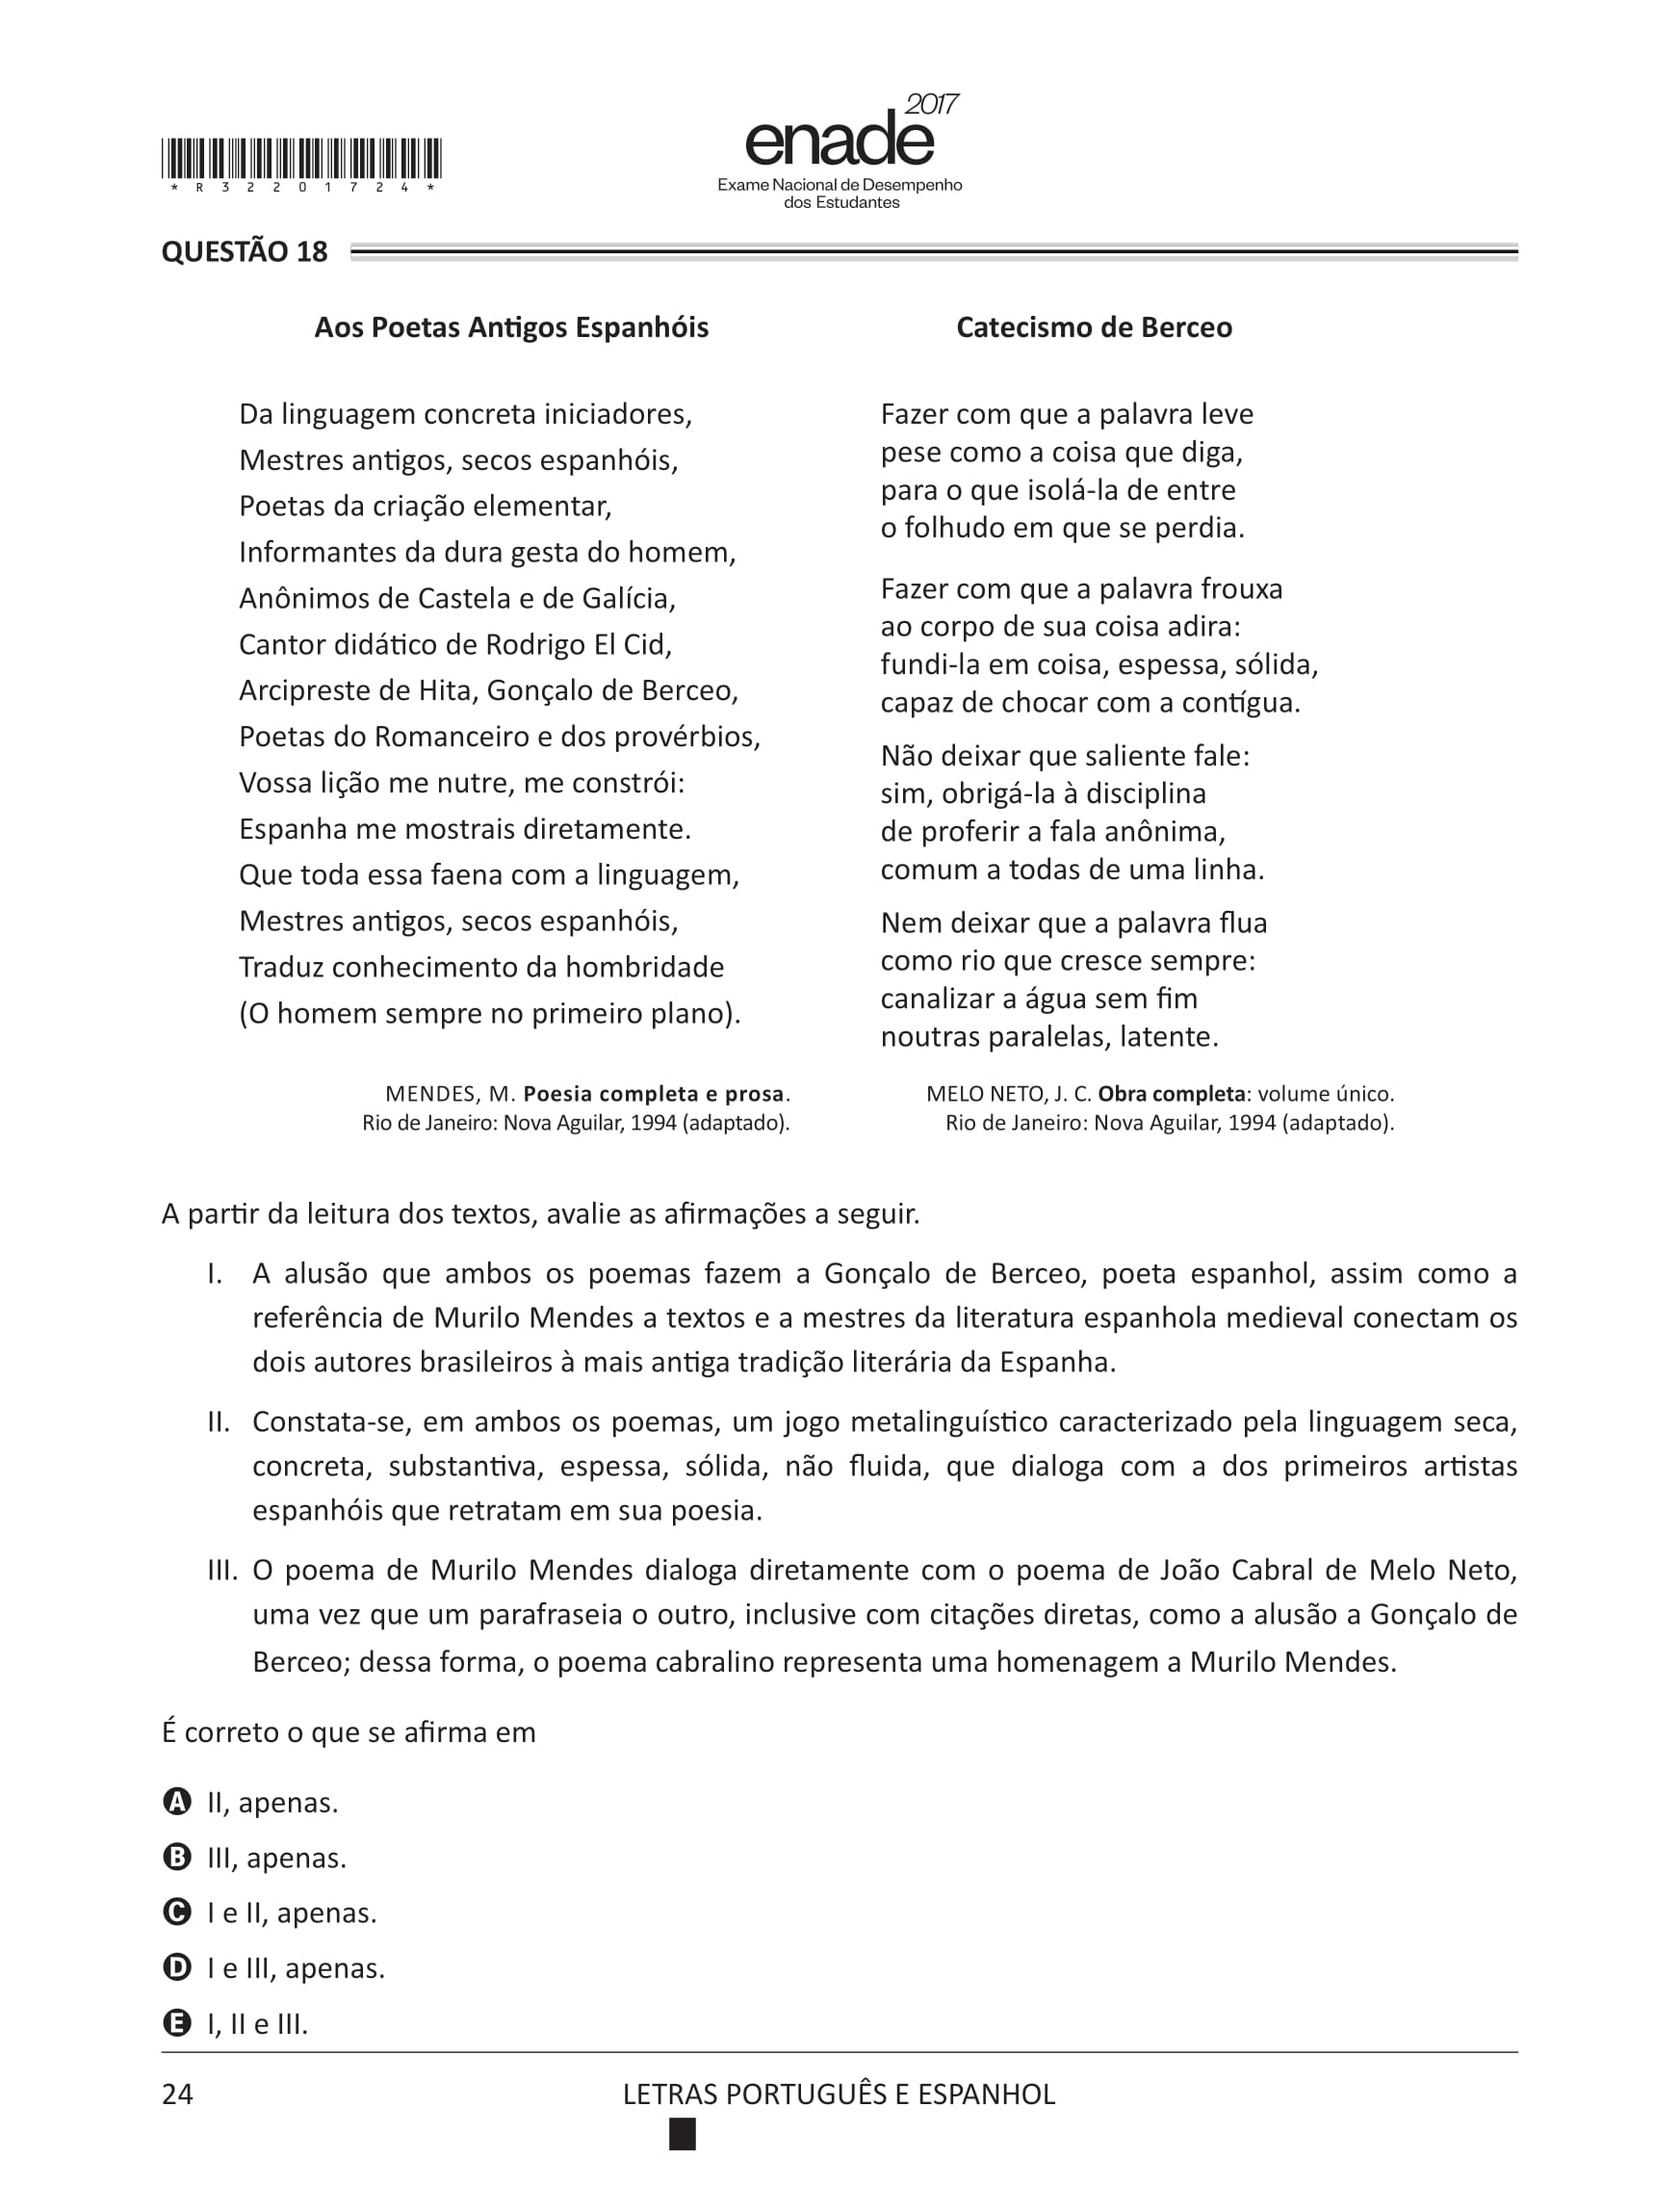 2017
enade
Exame Nacional de Desempenho
dos Estudantes
*R32201724*
QUESTÃO 18
Aos Poetas Antigos Espanhóis
Da linguagem concreta iniciadores,
Mestres antigos, secos espanhóis,
Poetas da criação elementar,
Informantes da dura gesta do homem,
Anônimos de Castela e de Galícia,
Cantor didático de Rodrigo El Cid,
Arcipreste de Hita, Gonçalo de Berceo,
Poetas do Romanceiro e dos provérbios,
Vossa lição me nutre, me constrói:
Espanha me mostrais diretamente.
Que toda essa faena com a linguagem,
Mestres antigos, secos espanhóis,
Traduz conhecimento da hombridade
(O homem sempre no primeiro plano).
MENDES, M. Poesia completa e prosa.
Rio de Janeiro: Nova Aguilar, 1994 (adaptado).
Catecismo de Berceo
Fazer com que a palavra leve
pese como a coisa que diga,
para o que isolá-la de entre
o folhudo em que se perdia.
Fazer com que a palavra frouxa
ao corpo de sua coisa adira:
fundi-la em coisa, espessa, sólida,
capaz de chocar com a contígua.
Não deixar que saliente fale:
sim, obrigá-la à disciplina
de proferir a fala anônima,
comum a todas de uma linha.
Nem deixar que a palavra flua
como rio que cresce sempre:
canalizar a água sem fim
noutras paralelas, latente.
MELO NETO, J. C. Obra completa: volume único.
Rio de Janeiro: Nova Aguilar, 1994 (adaptado).
A partir da leitura dos textos, avalie as afirmações a seguir.
I. A alusão que ambos os poemas fazem a Gonçalo de Berceo, poeta espanhol, assim como a
referência de Murilo Mendes a textos e a mestres da literatura espanhola medieval conectam os
dois autores brasileiros à mais antiga tradição literária da Espanha.
II. Constata-se, em ambos os poemas, um jogo metalinguístico caracterizado pela linguagem seca,
concreta, substantiva, espessa, sólida, não fluida, que dialoga com a dos primeiros artistas
espanhóis que retratam em sua poesia.
III. O poema de Murilo Mendes dialoga diretamente com o poema de João Cabral de Melo Neto,
uma vez que um parafraseia o outro, inclusive com citações diretas, como a alusão a Gonçalo de
Berceo; dessa forma, o poema cabralino representa uma homenagem a Murilo Mendes.
É correto o que se afirma em
A II, apenas.
B III, apenas.
C I e II, apenas.
D I e III, apenas.
E I, II e III.
24
LETRAS PORTUGUÊS E ESPANHOL